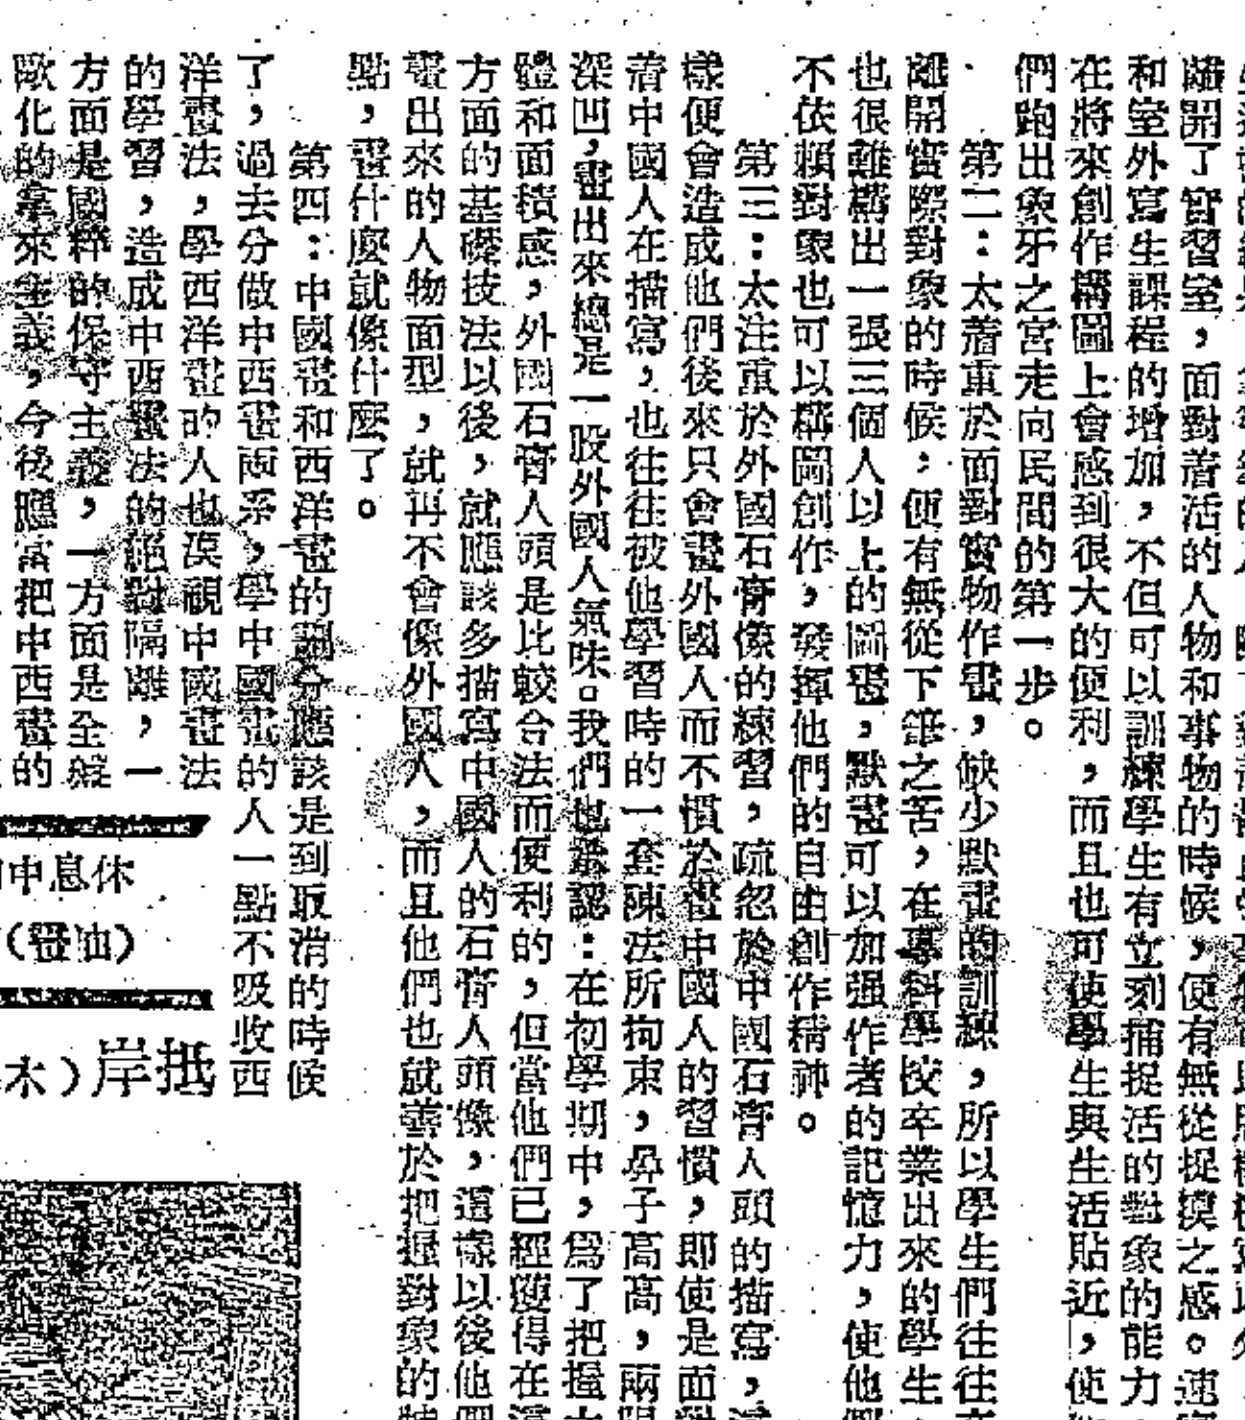 離開了實習室，面對着活的人物和事物的時候，便有無從捉摸之感。速
和室外寫生課程的增加，不但可以訓練學生有立刻捕捉活的對象的能力，
在將來創作構圖上會感到很大的便利，而且也可使學生與生活貼近，使
們跑出象牙之宮走向民間的第一步。
第二：太着重於面對實物作畫，缺少默畫的訓練，所以學生們往往
離開實際對象的時候，便有無從下筆之苦，在專科學校卒業出來的學生，
也很難構出一張三個人以上的圖畫，默畫可以加强作者的記憶力，使他
不依賴對象也可以構圖創作，發揮他們的自由創作精神。
第三：太注重於外國石膏像的練習，疏忽於中國石膏人頭的描寫，
樣便會造成他們後來只會畫外國人而不慣於畫中國人的習慣，即使是面對
着中國人在描寫，也往往被他學習時的一套陳法所拘束，鼻子高高，兩
深凹，畫出來總是一股外國人氣味。我們也承認：在初學期中，爲了把握
體和面積感，外國石膏人頭是比較合法而便利的，但當他們已經獲得在
方面的基礎技法以後，就應該多描寫中國人的石膏人頭像，這樣以後他們
畫出來的人物面型，就再不會像外國人，而且他們也就善於把握對象的
點，畫什麼就像什麼了。
第四：中國畫和西洋畫的劃分應該是到取消的時候
了，過去分做中西畫兩系，學中國畫的人一點不吸收西
洋畫法，學西洋畫的人也漠視中國畫法
的學習，造成中西畫法的絕對隔離，一
方面是國粹的保守主義，一方面是全盤
歐化的拿來主義，今後應當把中西畫的
休息中
（油畫）
抵岸（木